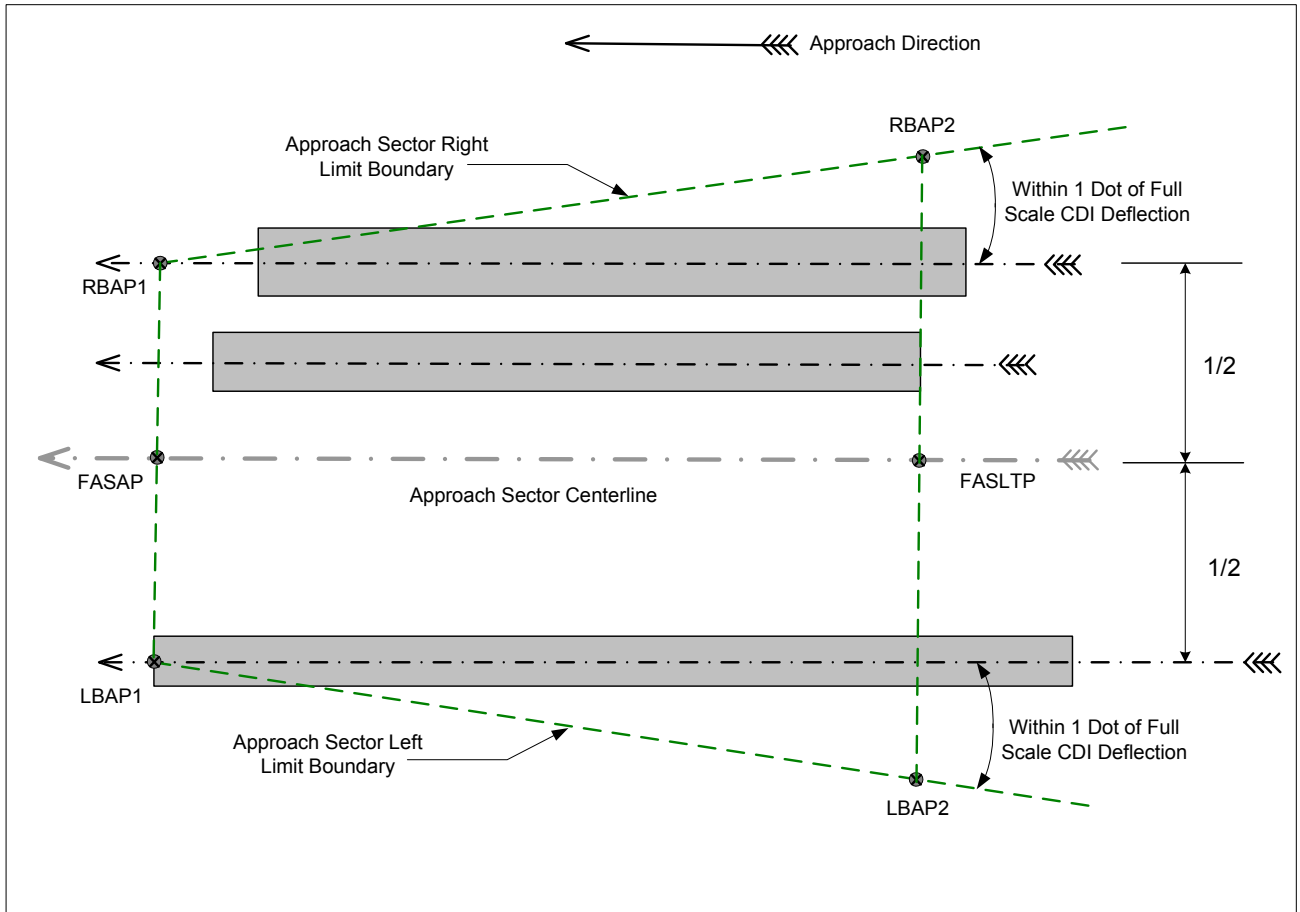 Approach Direction
RBAP2
Approach Sector Right
Limit Boundary
Within 1 Dot of Full
Scale CDI Deflection
RBAP1
1/2
FASAP
Approach Sector Centerline
FASLTP
1/2
LBAP1
Within 1 Dot of Full
Scale CDI Deflection
Approach Sector Left
Limit Boundary
LBAP2